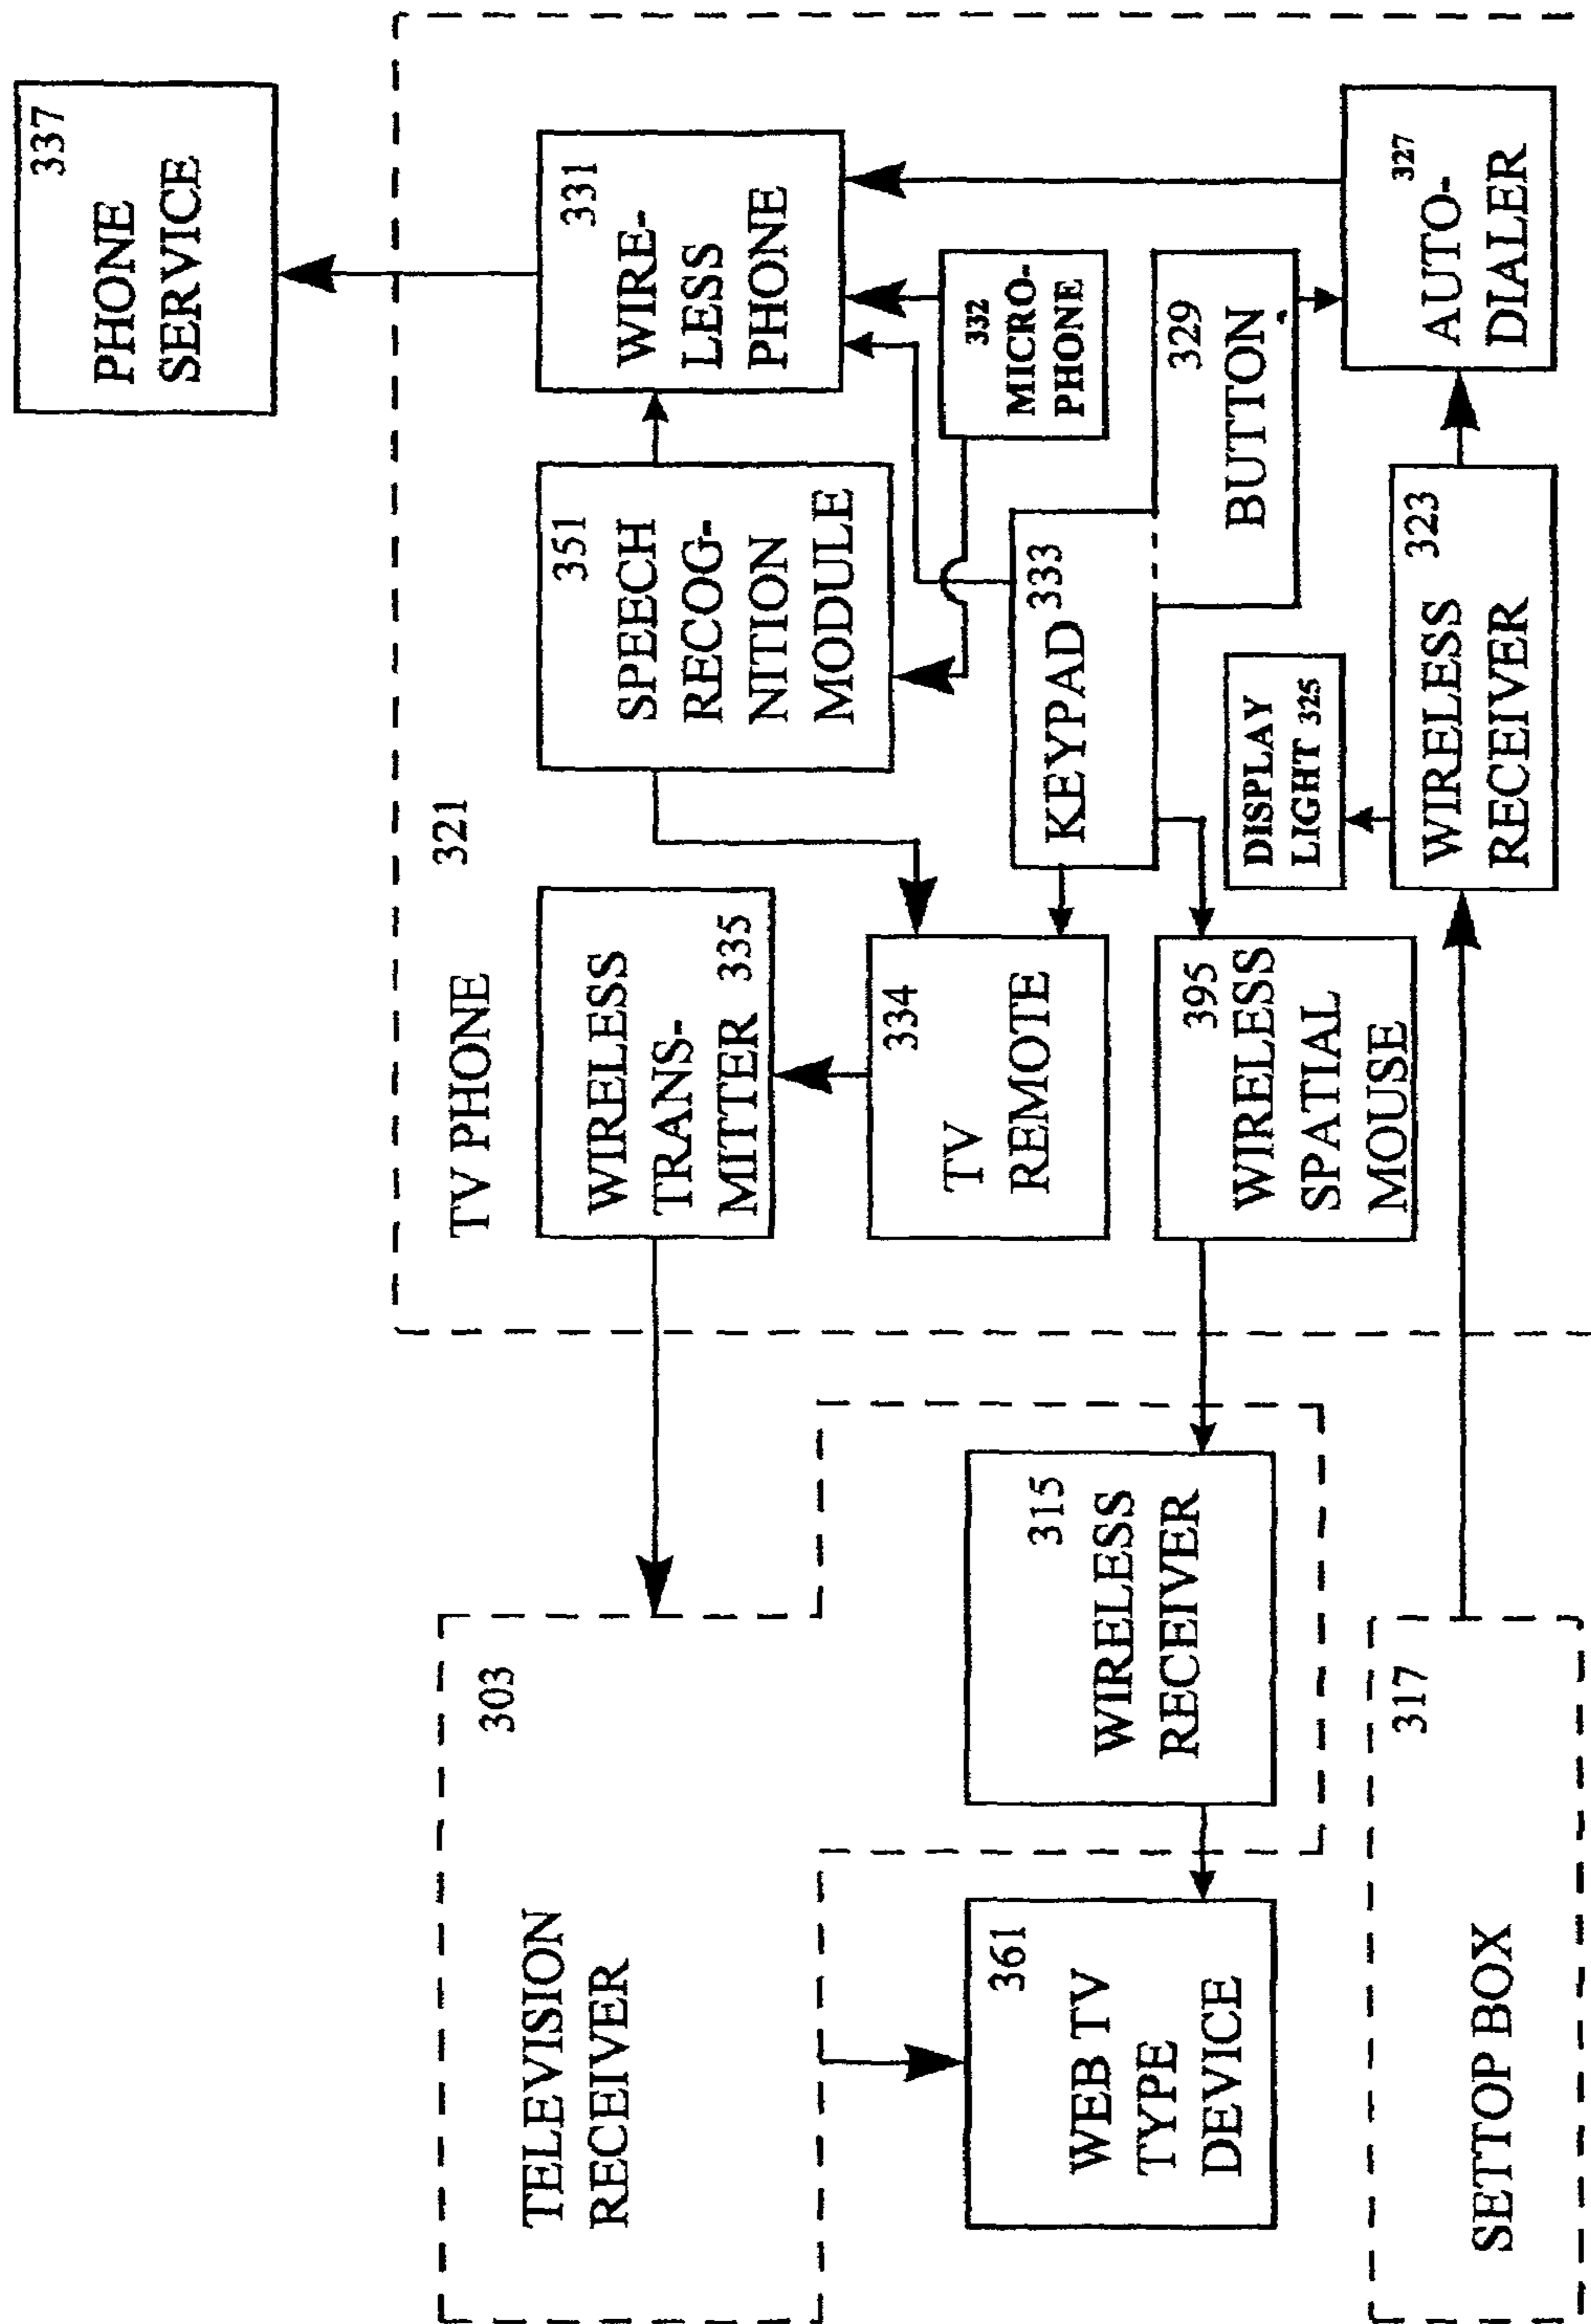 337
PHONE
SERVICE
TV PHONE
321
WIRELESS
TRANS-
MITTER 335
351
SPEECH
RECOG-
NITION
MODULE
331
WIRE-
LESS
PHONE
303
TELEVISION
RECEIVER
334
TV
REMOTE
332
MICRO-
PHONE
333
KEYPAD
361
WEB TV
TYPE
DEVICE
315
WIRELESS
RECEIVER
395
WIRELESS
SPATIAL
MOUSE
329
BUTTON
DISPLAY
LIGHT 325
317
SETTOP BOX
323
WIRELESS
RECEIVER
327
AUTO-
DIALER